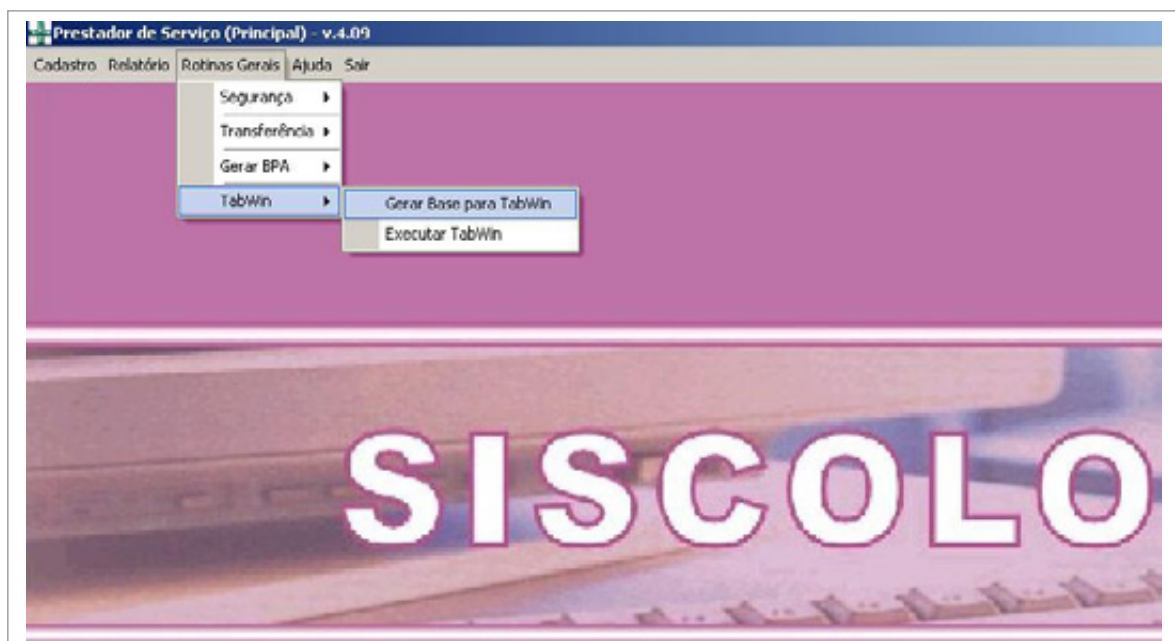 Prestador de Serviço (Principal) - v.4.09
Cadastro Relatório Rotinas Gerais Ajuda Sair
Segurança
Transferência
Gerar BPA
TabWin
Gerar Base para TabWin
Executar TabWin
SISCOLO